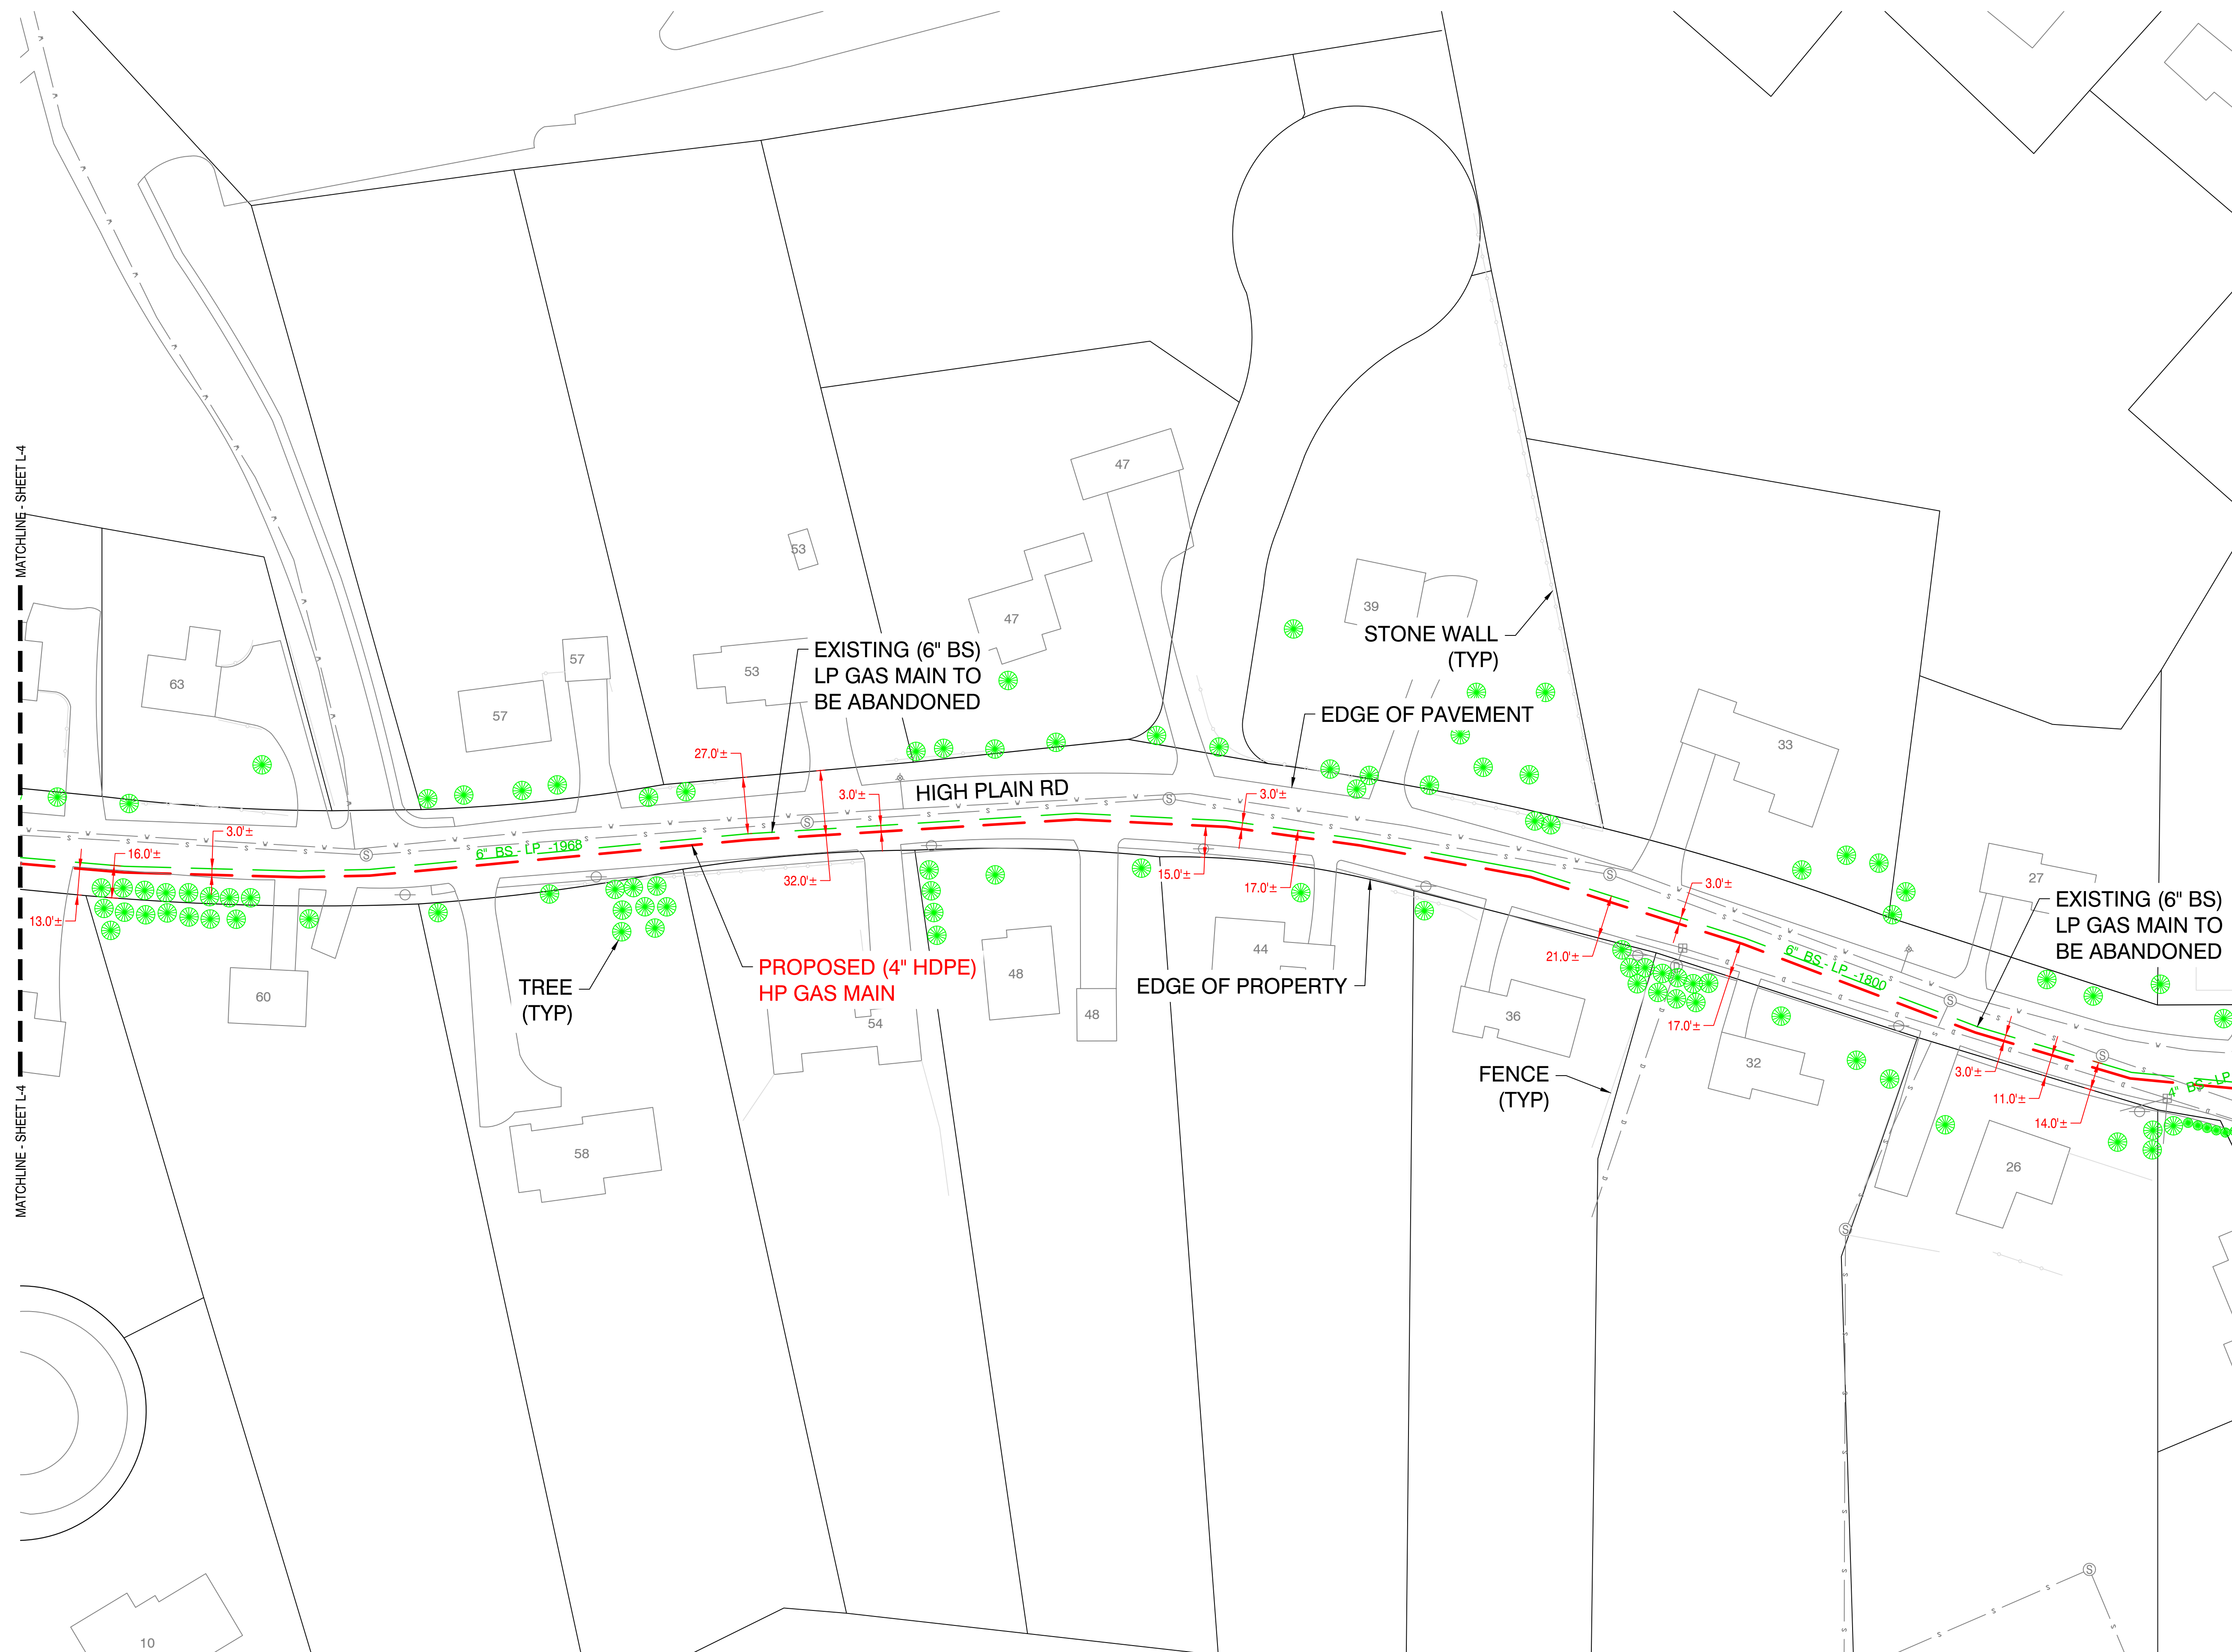 MATCHLINE - SHEET L-4
MATCHLINE - SHEET L-4
47
53
47
39
STONE WALL
(TYP)
EXISTING (6" BS)
LP GAS MAIN TO
BE ABANDONED
63
57
57
53
EDGE OF PAVEMENT
33
27.0'±
3.0'±
HIGH PLAIN RD
3.0'±
3.0'±
16.0'±
6" BS - LP -1968
32.0'±
15.0'±
17.0'±
3.0'±
27
EXISTING (6" BS)
LP GAS MAIN TO
BE ABANDONED
13.0'±
44
21.0'±
6" BS - LP -1800
PROPOSED (4" HDPE)
HP GAS MAIN
48
EDGE OF PROPERTY
TREE
(TYP)
60
54
48
36
17.0'±
32
FENCE
(TYP)
3.0'±
11.0'±
14.0'±
4" BS - LP
58
26
10
W
S
D